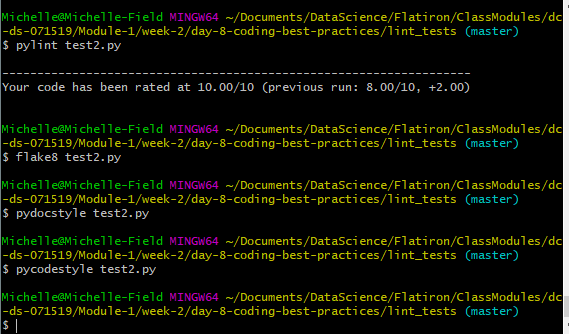 Michelle@Michelle-Field MINGW64 ~/Documents/DataScience/Flatiron/ClassModules/dc
-ds-071519/Module-1/week-2/day-8-coding-best-practices/lint_tests (master)
$ pylint test2.py
--------------------------------------------------------------------
Your code has been rated at 10.00/10 (previous run: 8.00/10, +2.00)
Michelle@Michelle-Field MINGW64 ~/Documents/DataScience/Flatiron/ClassModules/dc
-ds-071519/Module-1/week-2/day-8-coding-best-practices/lint_tests (master)
$ flake8 test2.py
Michelle@Michelle-Field MINGW64 ~/Documents/DataScience/Flatiron/ClassModules/dc
-ds-071519/Module-1/week-2/day-8-coding-best-practices/lint_tests (master)
$ pydocstyle test2.py
Michelle@Michelle-Field MINGW64 ~/Documents/DataScience/Flatiron/ClassModules/dc
-ds-071519/Module-1/week-2/day-8-coding-best-practices/lint_tests (master)
$ pycodestyle test2.py
Michelle@Michelle-Field MINGW64 ~/Documents/DataScience/Flatiron/ClassModules/dc
-ds-071519/Module-1/week-2/day-8-coding-best-practices/lint_tests (master)
$